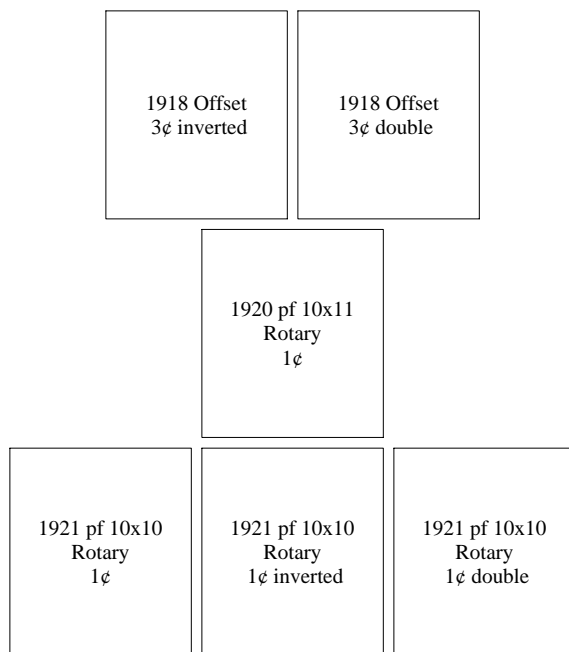 1918 Offset
3¢ inverted
1918 Offset
3¢ double
1920 pf 10x11
Rotary
1¢
1921 pf 10x10
Rotary
1¢
1921 pf 10x10
Rotary
1¢ inverted
1921 pf 10x10
Rotary
1¢ double